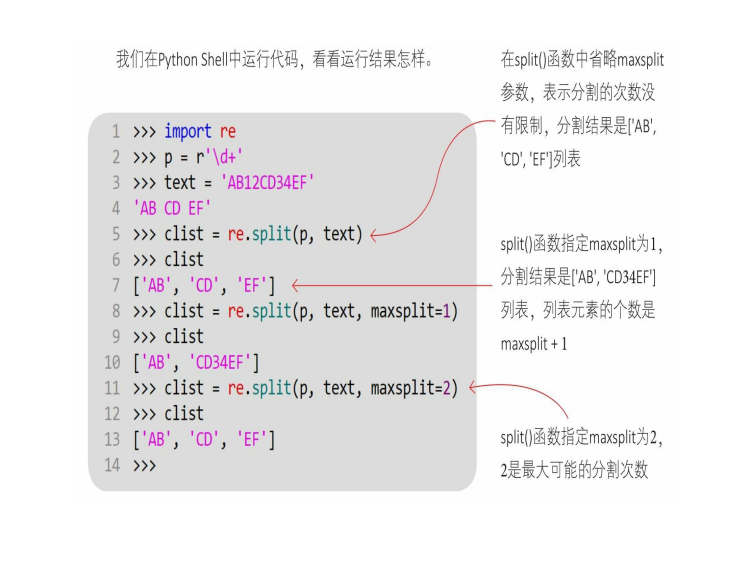 我们在Python Shell中运行代码，看看运行结果怎样。
1 >>> import re
2 >>> p = r'\d+'
3 >>> text = 'AB12CD34EF'
4 'AB CD EF'
5 >>> clist = re.split(p, text)
6 >>> clist
7 ['AB', 'CD', 'EF']
8 >>> clist = re.split(p, text, maxsplit=1)
9 >>> clist
10 ['AB', 'CD34EF']
11 >>> clist = re.split(p, text, maxsplit=2)
12 >>> clist
13 ['AB', 'CD', 'EF']
14 >>>
在split()函数中省略maxsplit
参数，表示分割的次数没
有限制，分割结果是['AB',
'CD', 'EF']列表
split()函数指定maxsplit为1，
分割结果是['AB', 'CD34EF']
列表，列表元素的个数是
maxsplit + 1
split()函数指定maxsplit为2，
2是最大可能的分割次数